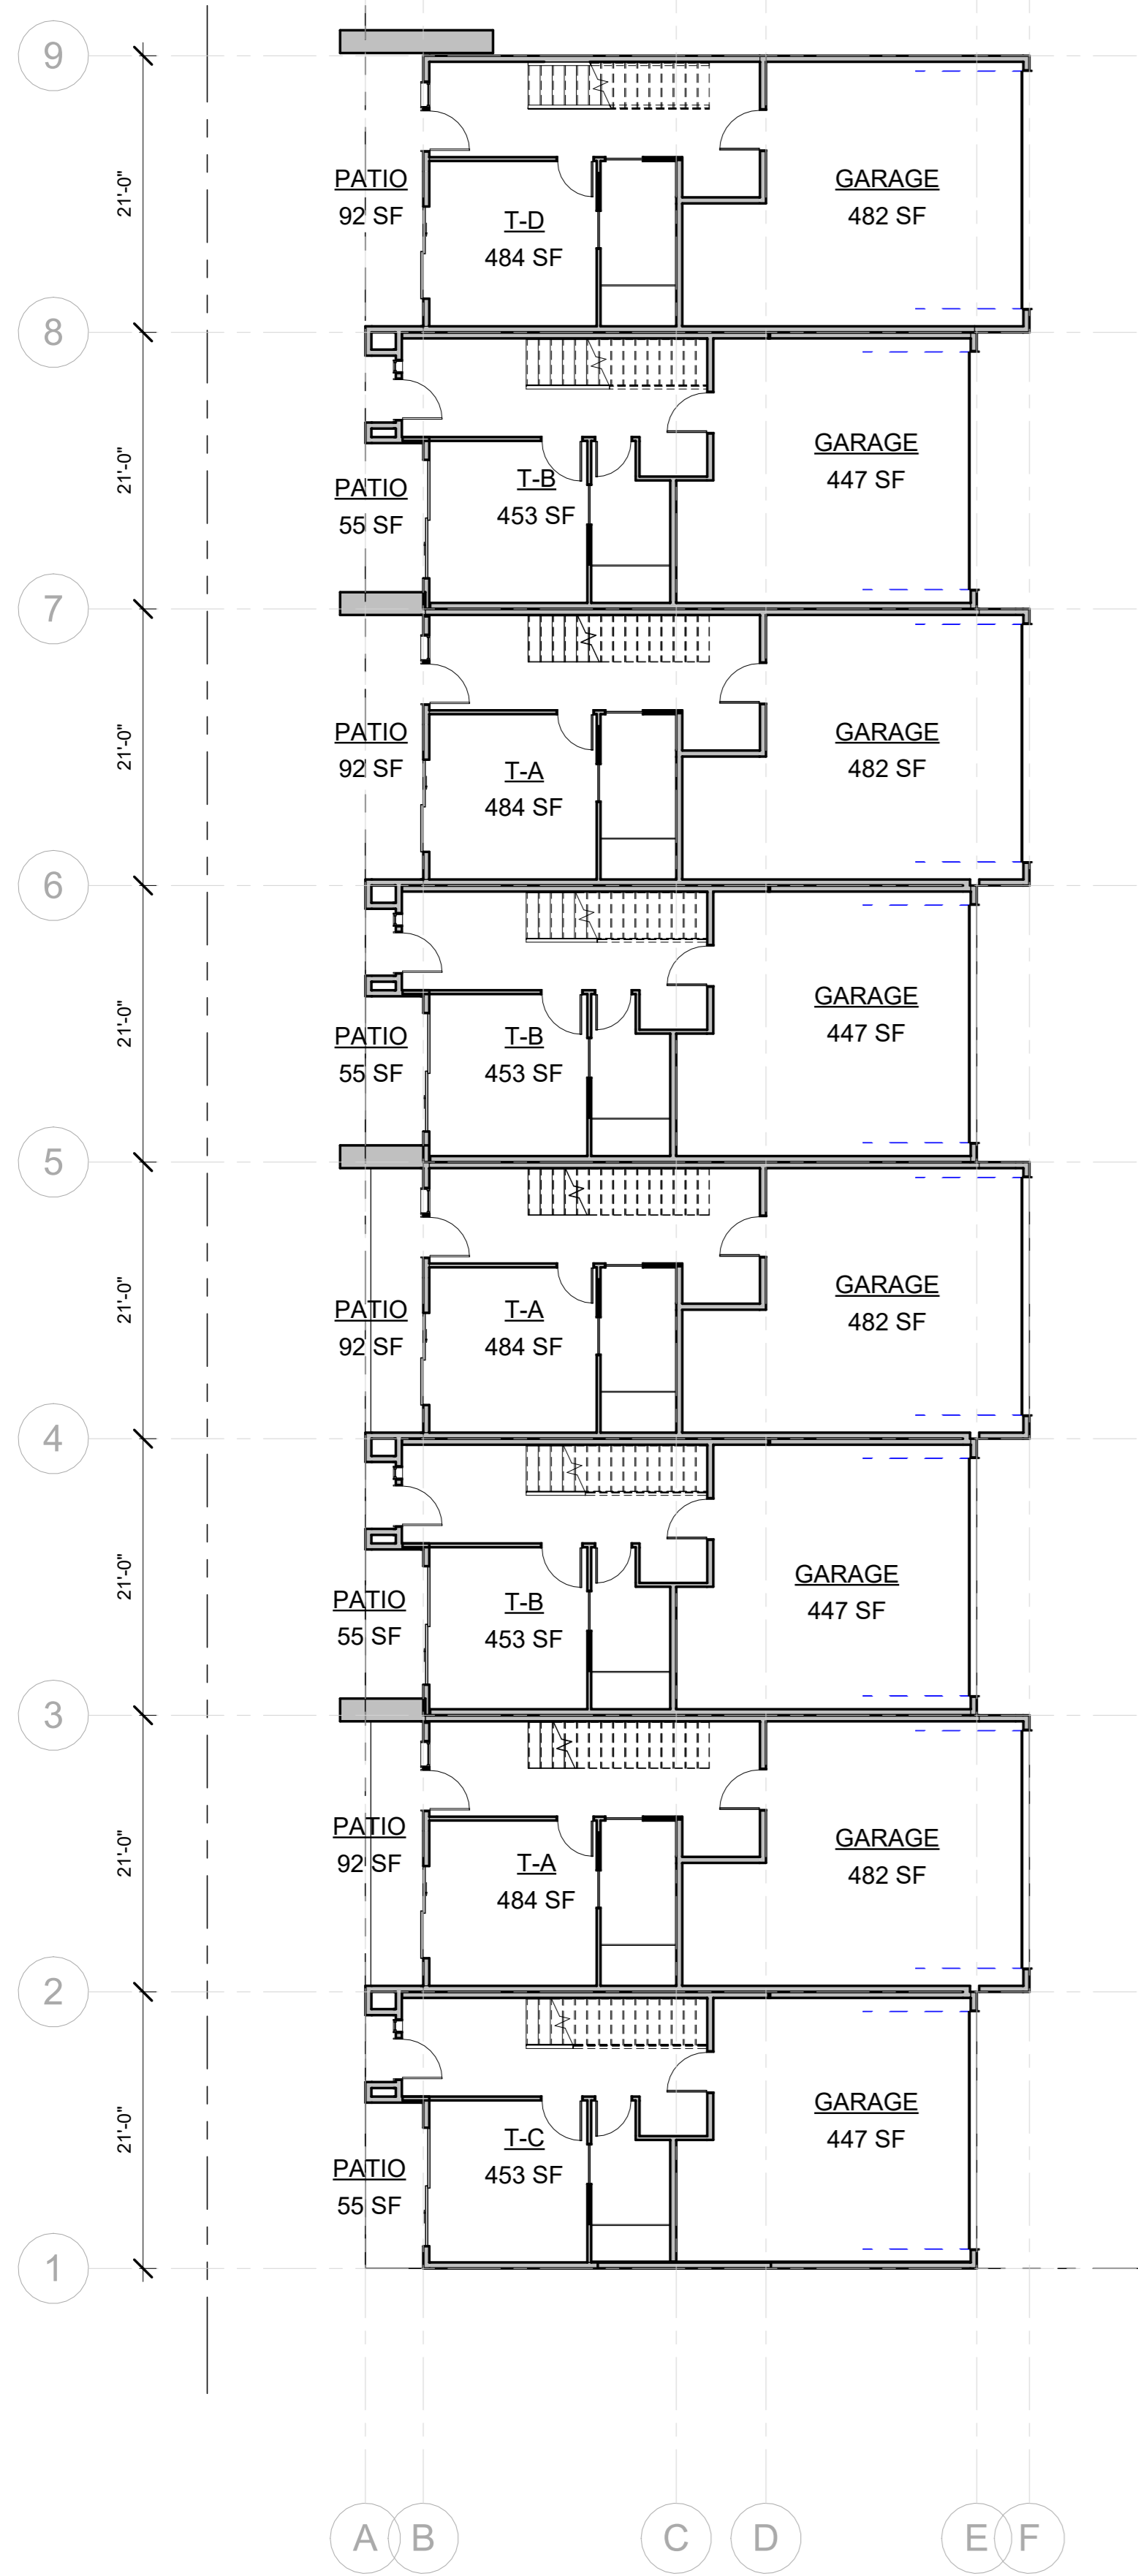 9
21'-0"
PATIO
92 SF
T-D
484 SF
GARAGE
482 SF
8
21'-0"
PATIO
55 SF
T-B
453 SF
GARAGE
447 SF
7
21'-0"
PATIO
92 SF
T-A
484 SF
GARAGE
482 SF
6
21'-0"
PATIO
55 SF
T-B
453 SF
GARAGE
447 SF
5
21'-0"
PATIO
92 SF
T-A
484 SF
GARAGE
482 SF
4
21'-0"
PATIO
55 SF
T-B
453 SF
GARAGE
447 SF
3
21'-0"
PATIO
92 SF
T-A
484 SF
GARAGE
482 SF
2
21'-0"
PATIO
55 SF
T-C
453 SF
GARAGE
447 SF
1
A B C D E F